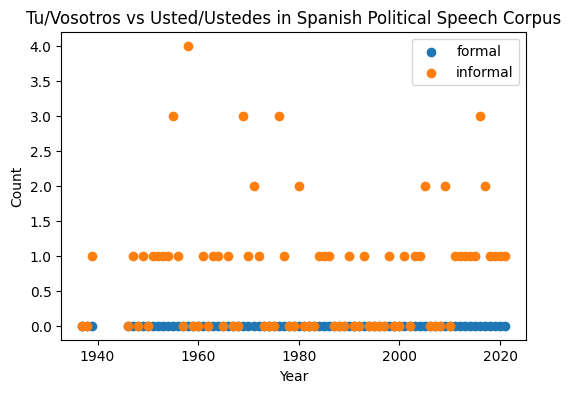 Tu/Vosotros vs Usted/Ustedes in Spanish Political Speech Corpus
formal
informal
4.0
3.5
3.0
2.5
2.0
1.5
1.0
0.5
0.0
Count
1940
1960
1980
2000
2020
Year